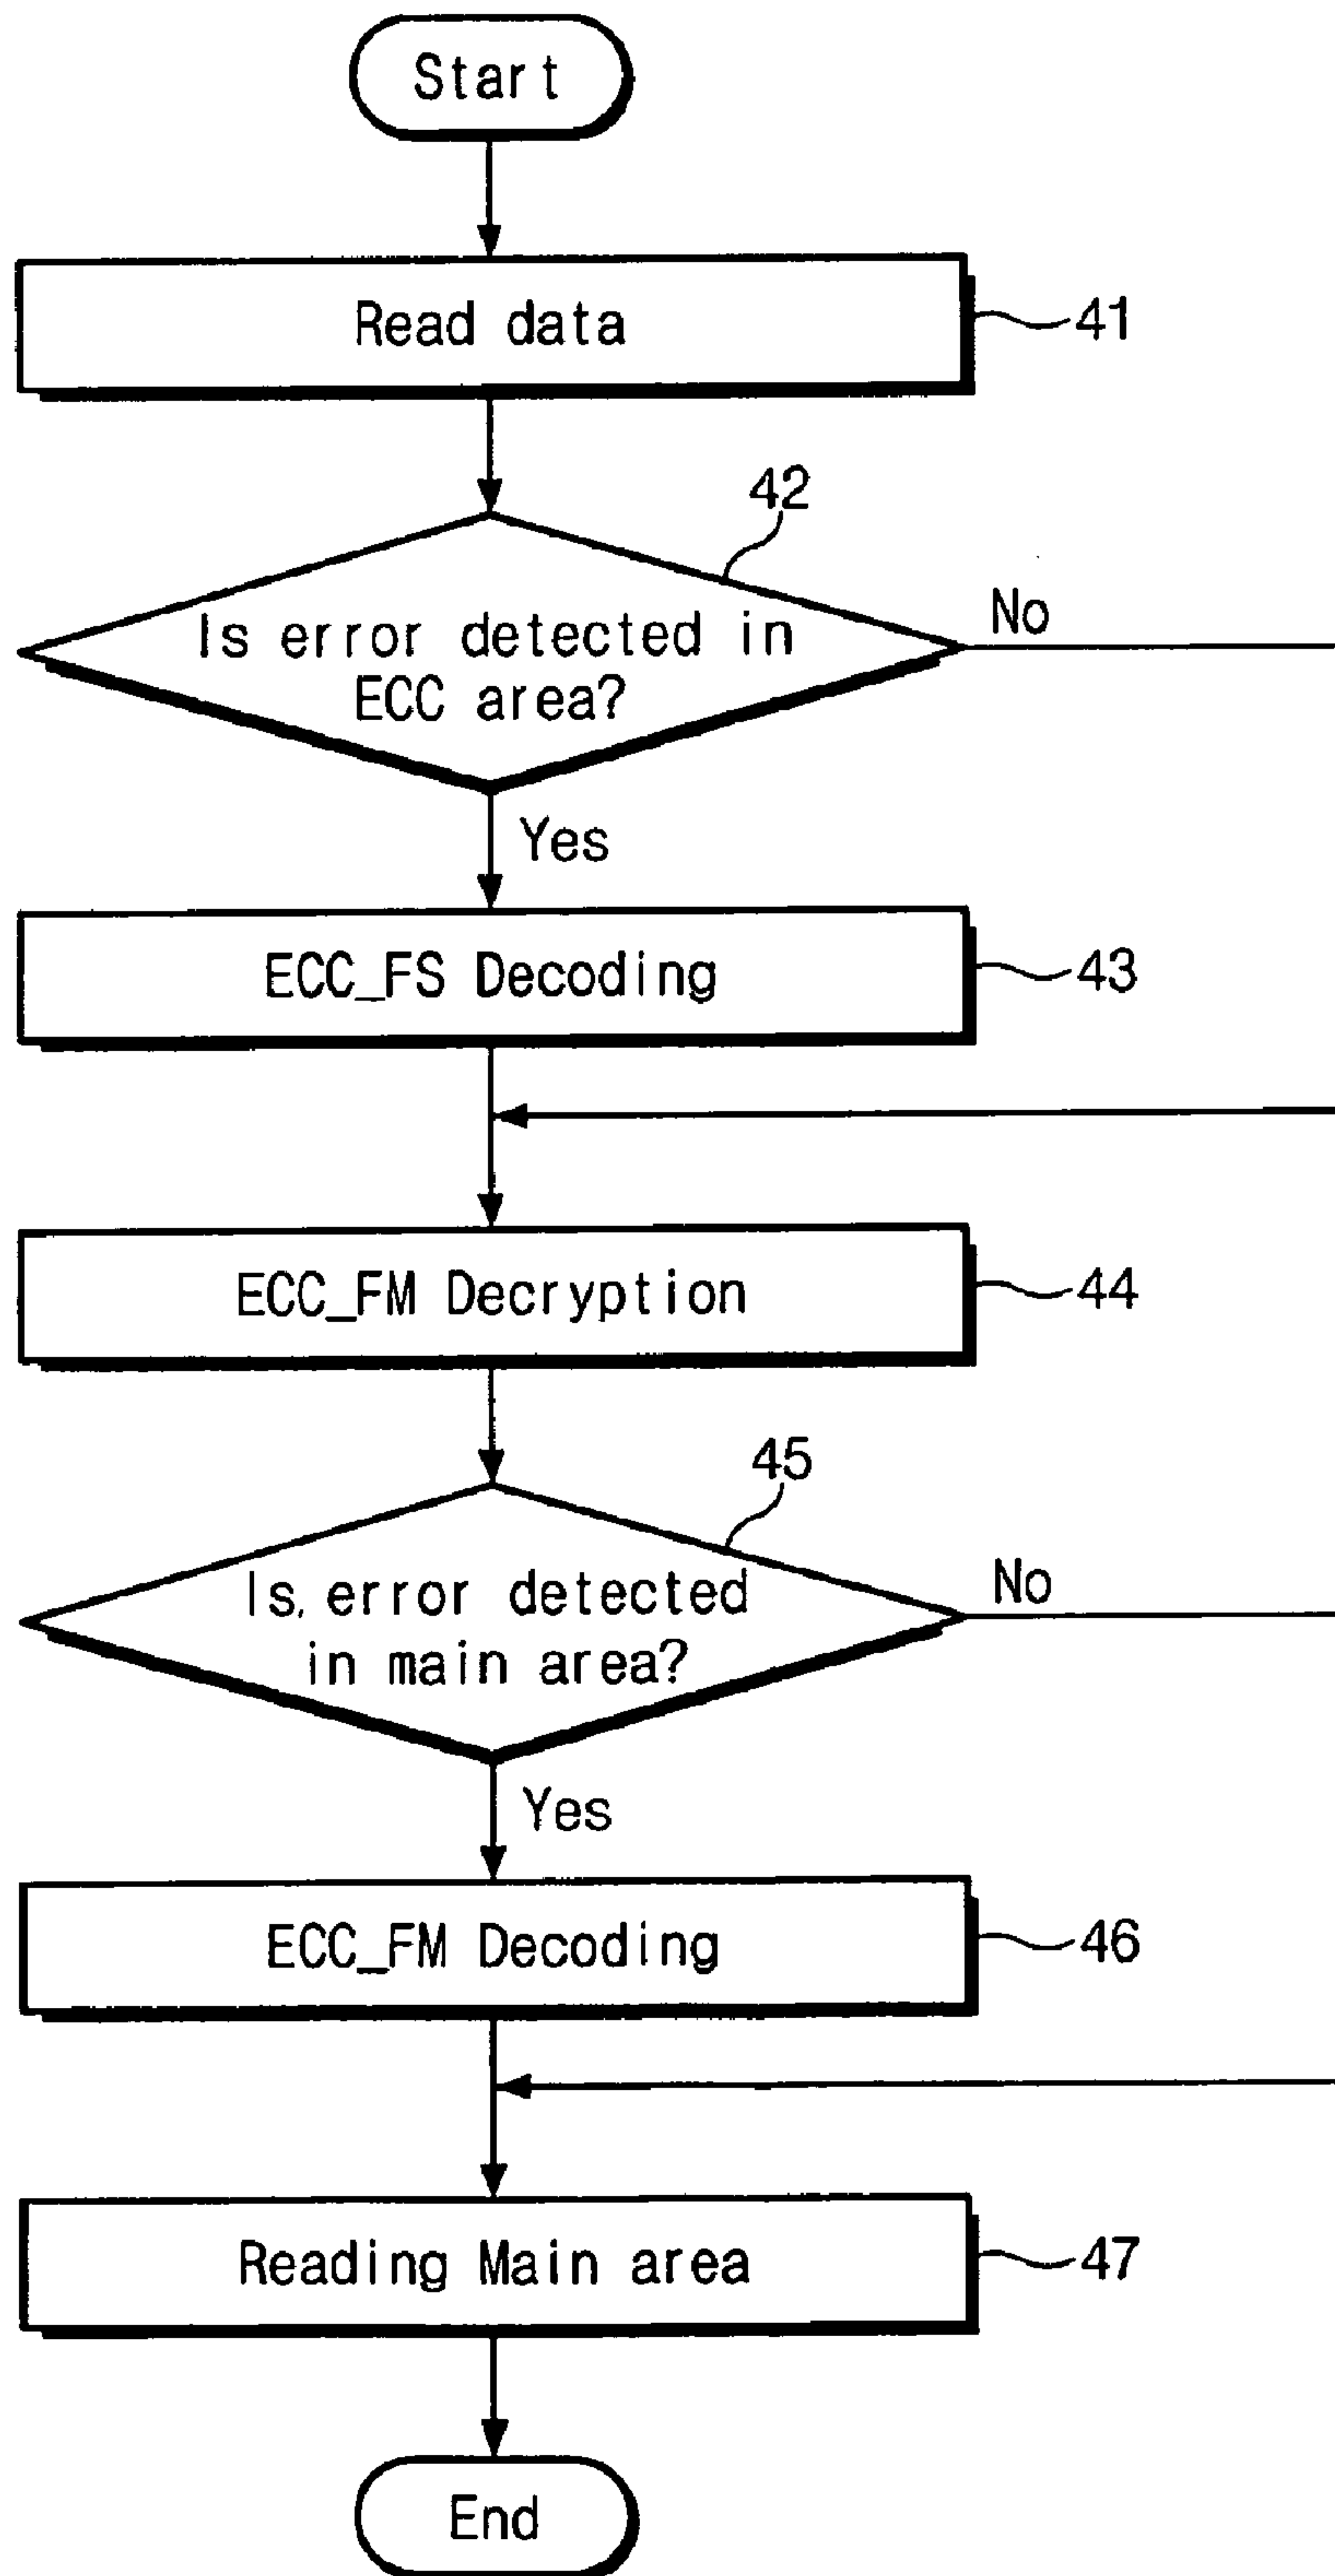 Start
Read data
41
42
Is error detected in
ECC area?
No
Yes
ECC_FS Decoding
43
ECC_FM Decryption
44
45
Is, error detected
in main area?
No
Yes
ECC_FM Decoding
46
Reading Main area
47
End